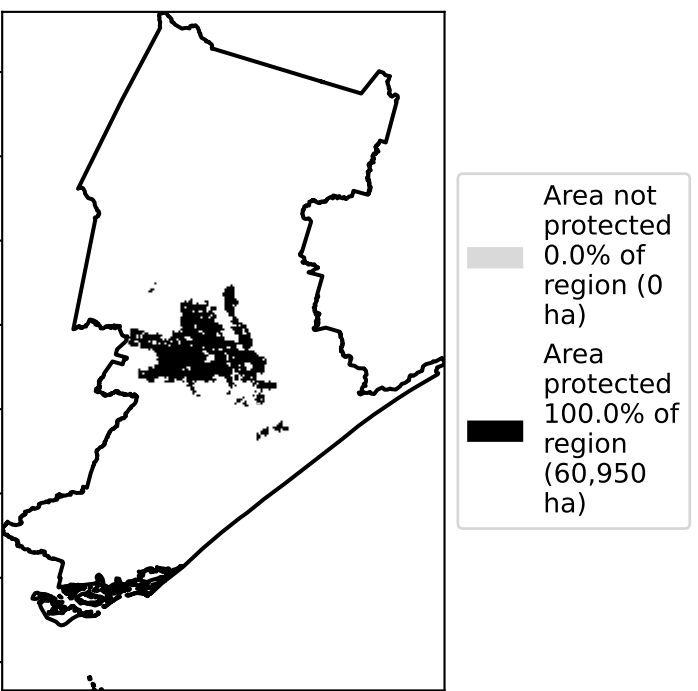 Area not
protected
0.0% of
region (0
ha)
Area
protected
100.0% of
region
(60,950
ha)